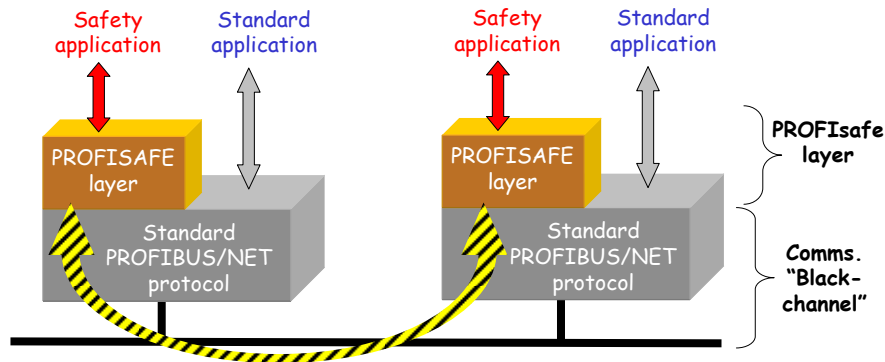 Safety
application
Standard
application
Safety
application
Standard
application
PROFISAFE
layer
PROFISAFE
layer
PROFIsafe
layer
Standard
PROFIBUS/NET
protocol
Standard
PROFIBUS/NET
protocol
Comms.
“Black-
channel”